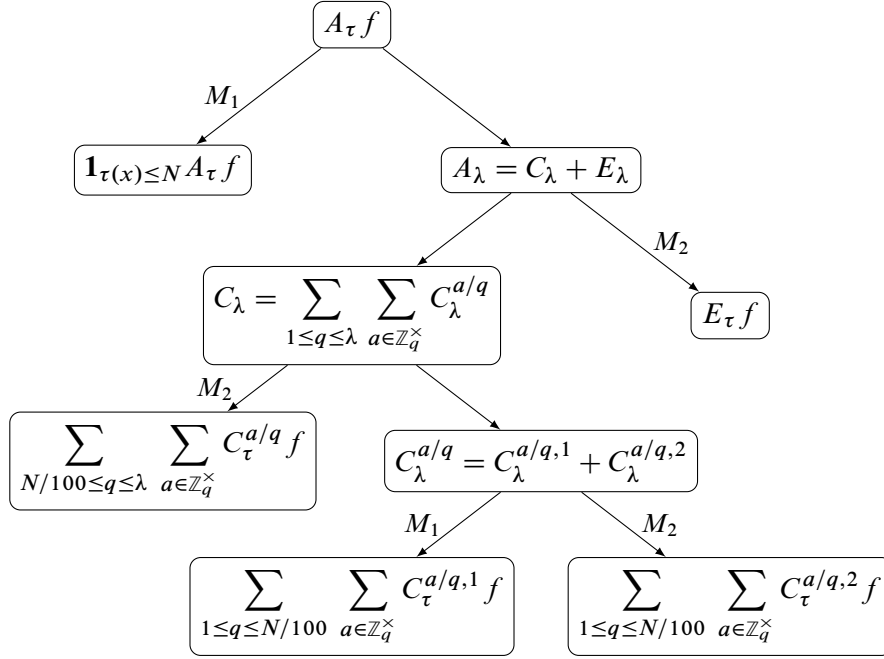 A_τ f
M_1
1_{τ(x)≤N} A_τ f
A_λ = C_λ + E_λ
M_2
C_λ = ∑_{1≤q≤λ} ∑_{a∈ℤ_q^×} C_λ^{a/q}
E_τ f
M_2
∑_{N/100≤q≤λ} ∑_{a∈ℤ_q^×} C_τ^{a/q} f
C_λ^{a/q} = C_λ^{a/q,1} + C_λ^{a/q,2}
M_1 M_2
∑_{1≤q≤N/100} ∑_{a∈ℤ_q^×} C_τ^{a/q,1} f
∑_{1≤q≤N/100} ∑_{a∈ℤ_q^×} C_τ^{a/q,2} f